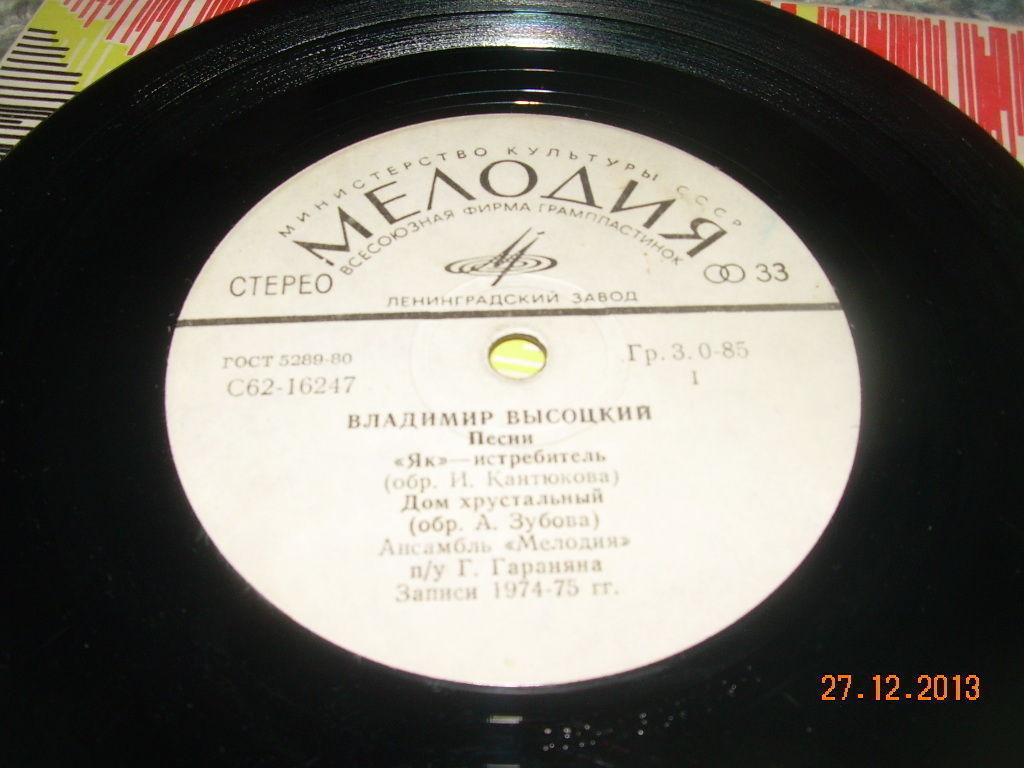 МИНИСТЕРСТВО КУЛЬТУРЫ СССР
МЕЛОДИЯ
ВСЕСОЮЗНАЯ ФИРМА ГРАМПЛАСТИНОК
СТЕРЕО
33
ЛЕНИНГРАДСКИЙ ЗАВОД
ГОСТ 5289-80
Гр. 3. 0-85
С62-16247
1
ВЛАДИМИР ВЫСОЦКИЙ
Песни
«Як»—истребитель
(обр. И. Кантюкова)
Дом хрустальный
(обр. А. Зубова)
Ансамбль «Мелодия»
п/у Г. Гараняна
Записи 1974-75 гг.
27.12.2013